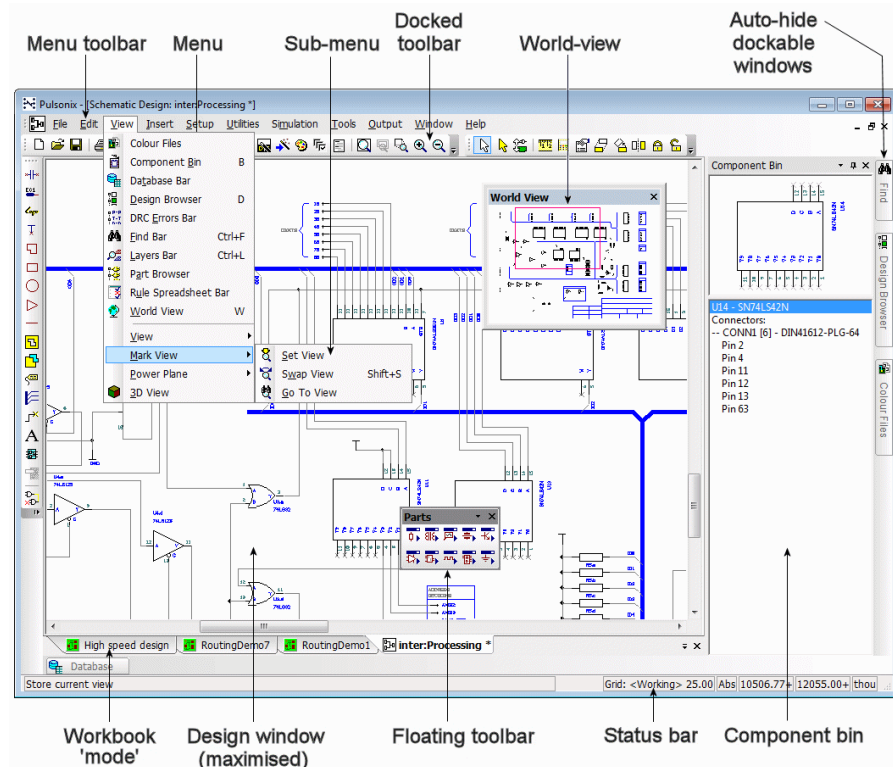 Docked
toolbar
Auto-hide
dockable
windows
Menu toolbar
Menu
Sub-menu
World-view
Pulsonix - [Schematic Design: inter:Processing *]
File Edit View Insert Setup Utilities Simulation Tools Output Window Help
Colour Files
Component Bin B
Database Bar
Design Browser D
DRC Errors Bar
Find Bar Ctrl+F
Layers Bar Ctrl+L
Part Browser
Rule Spreadsheet Bar
World View W
View
Mark View
Power Plane
3D View
Set View
Swap View Shift+S
Go To View
World View
Parts
Component Bin
U14 - SN74LS42N
Connectors:
-- CONN1 [6] - DIN41612-PLG-64
Pin 2
Pin 4
Pin 11
Pin 12
Pin 13
Pin 63
Find
Design Browser
Colour Files
High speed design
RoutingDemo7
RoutingDemo1
inter:Processing *
Database
Store current view
Grid: <Working> 25.00 Abs 10506.77+ 12055.00+ thou
Workbook
'mode'
Design window
(maximised)
Floating toolbar
Status bar
Component bin